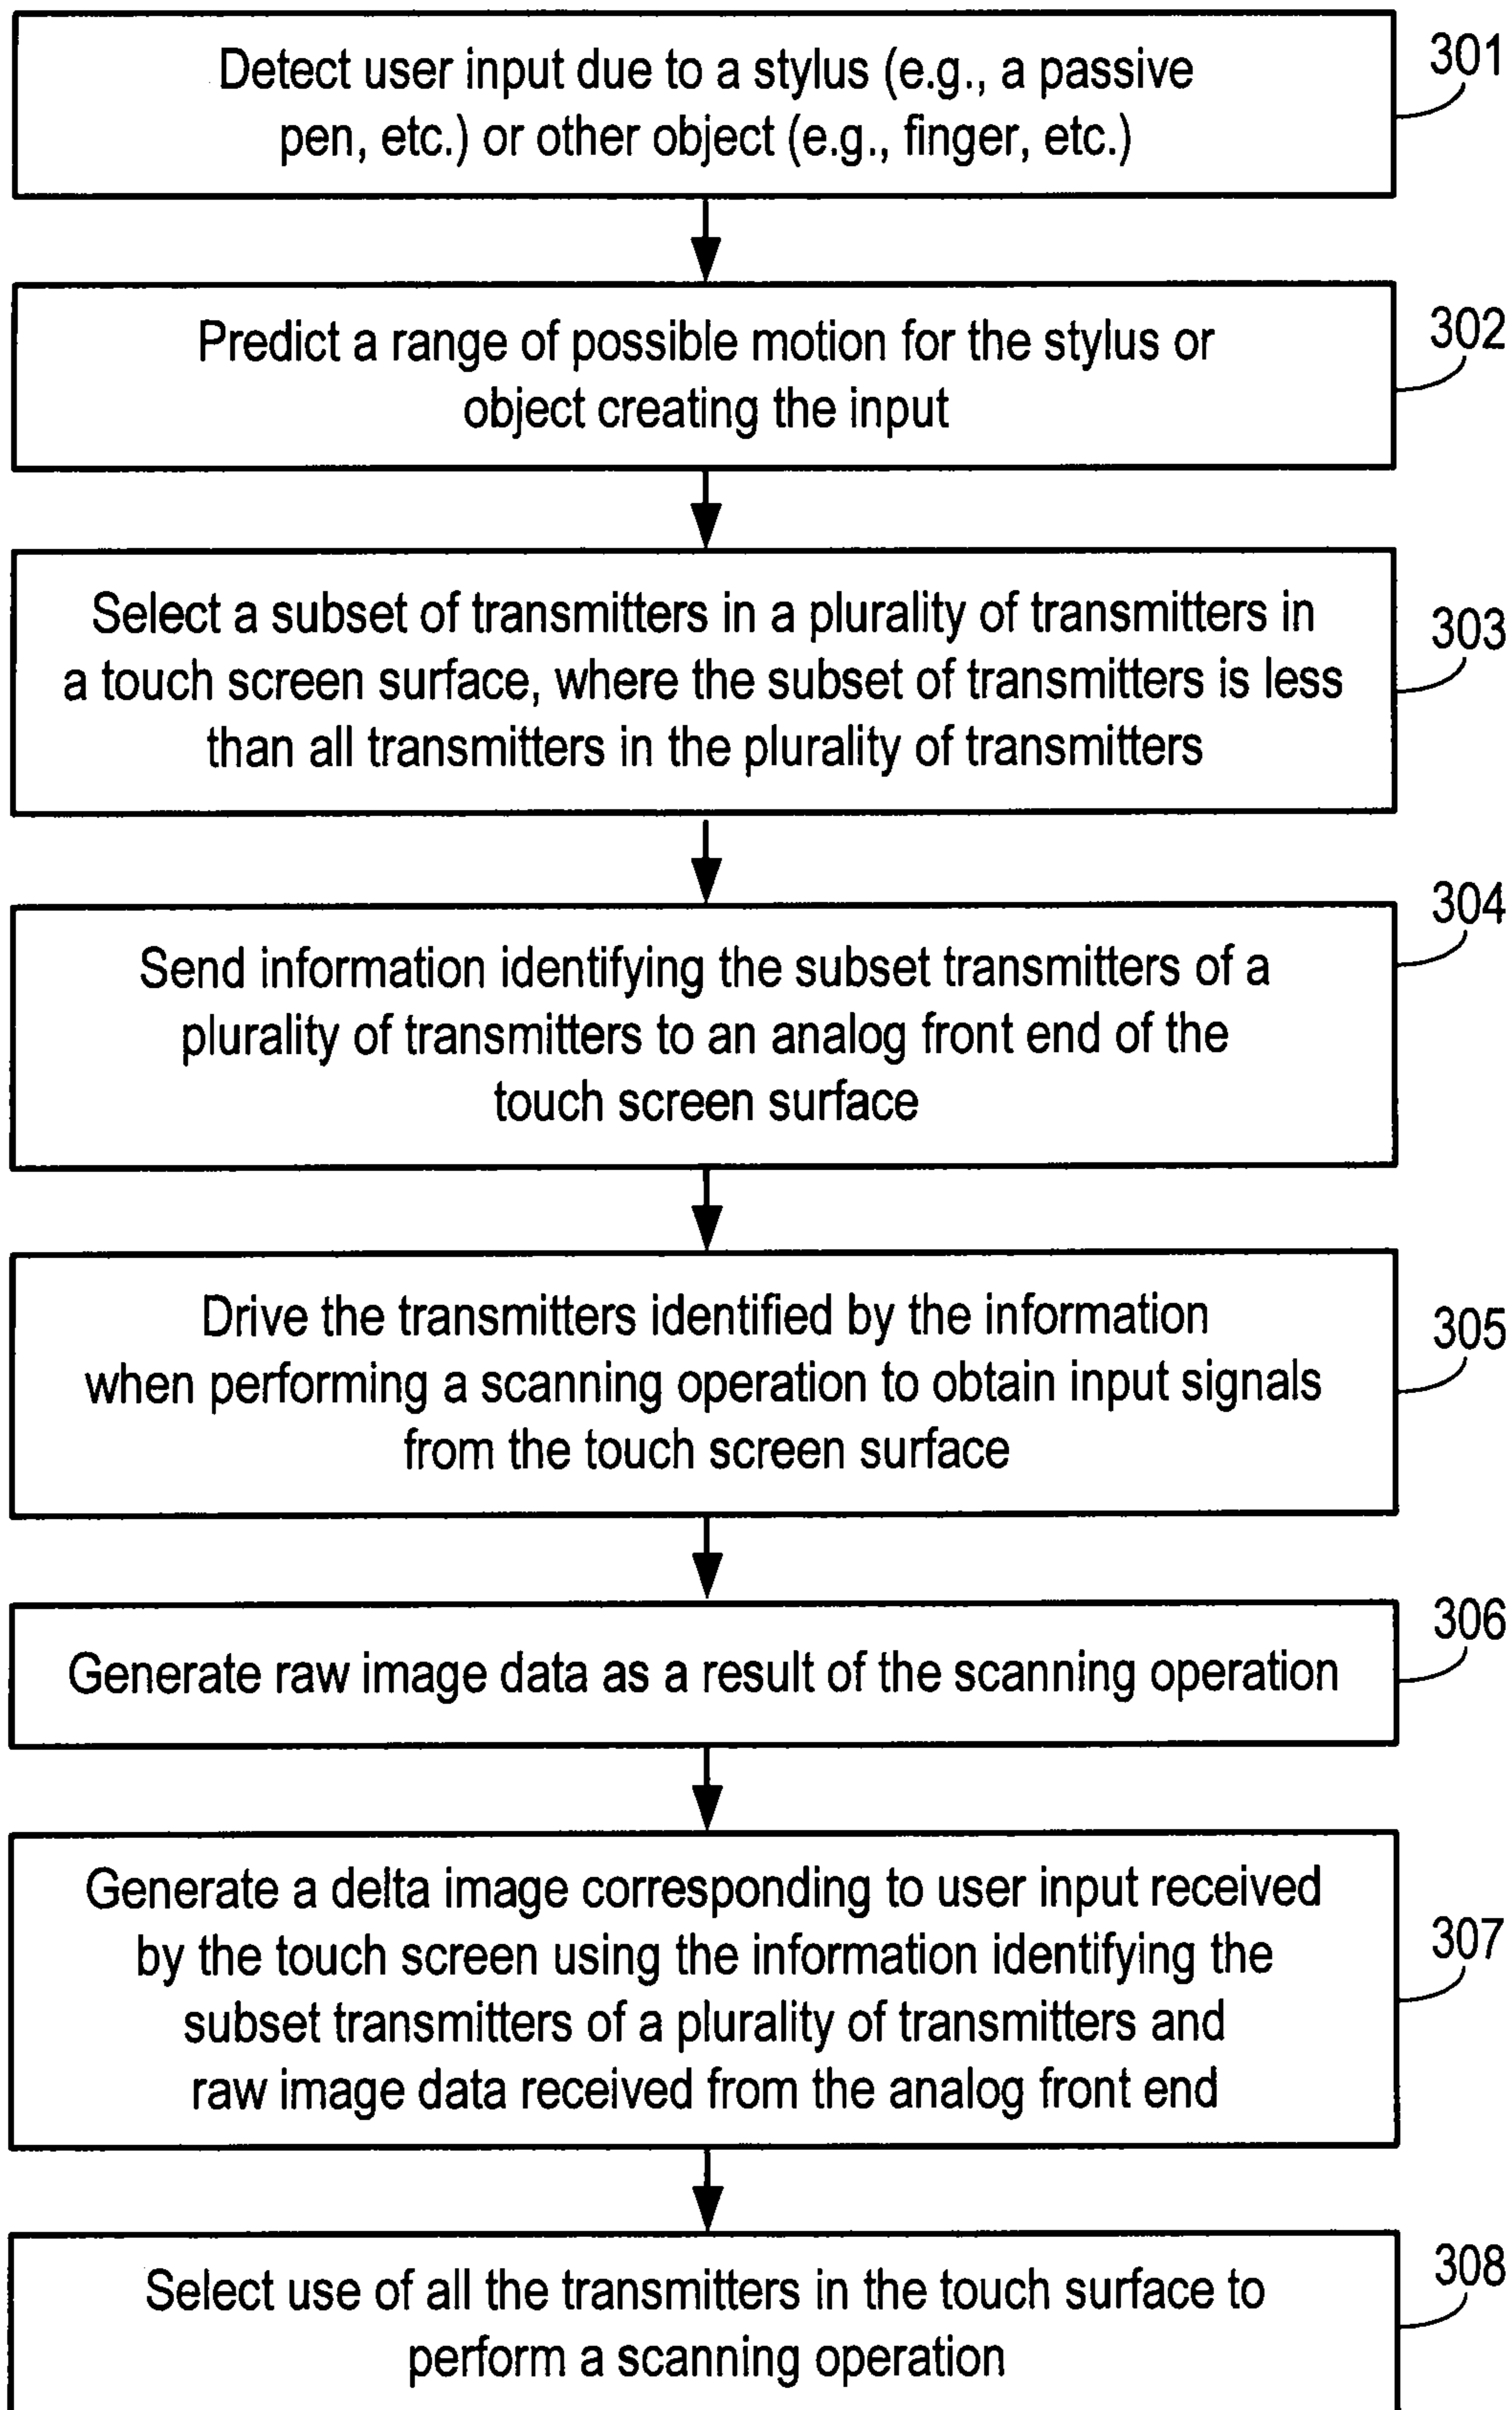 Detect user input due to a stylus (e.g., a passive
pen, etc.) or other object (e.g., finger, etc.)
301
Predict a range of possible motion for the stylus or
object creating the input
302
Select a subset of transmitters in a plurality of transmitters in
a touch screen surface, where the subset of transmitters is less
than all transmitters in the plurality of transmitters
303
Send information identifying the subset transmitters of a
plurality of transmitters to an analog front end of the
touch screen surface
304
Drive the transmitters identified by the information
when performing a scanning operation to obtain input signals
from the touch screen surface
305
Generate raw image data as a result of the scanning operation
306
Generate a delta image corresponding to user input received
by the touch screen using the information identifying the
subset transmitters of a plurality of transmitters and
raw image data received from the analog front end
307
Select use of all the transmitters in the touch surface to
perform a scanning operation
308